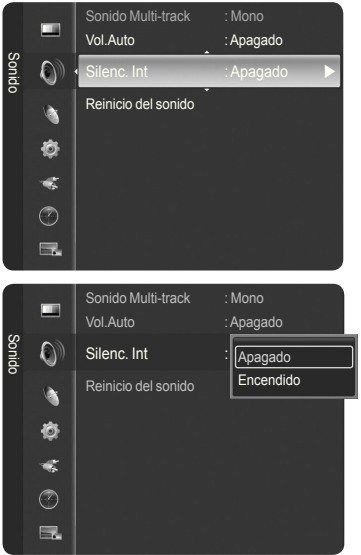 Sonido
Sonido Multi-track : Mono
Vol.Auto : Apagado
Silenc. Int : Apagado
Reinicio del sonido
Sonido
Sonido Multi-track : Mono
Vol.Auto : Apagado
Silenc. Int :
Apagado
Encendido
Reinicio del sonido